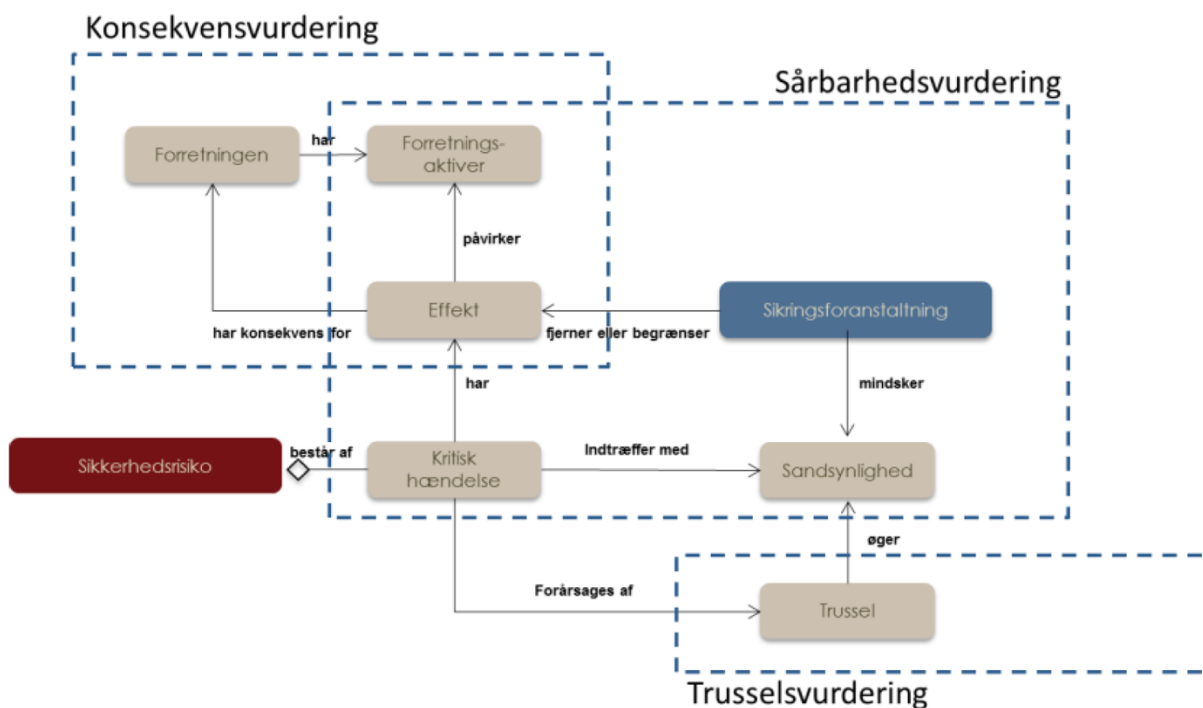 Konsekvensvurdering
Sårbarhedsvurdering
Forretningen
har
Forretnings-
aktiver
påvirker
Effekt
Sikringsforanstaltning
har konsekvens for
fjerner eller begrænser
har
mindsker
Sikkerhedsrisiko
består af
Kritisk
hændelse
Indtræffer med
Sandsynlighed
øger
Forårsages af
Trussel
Trusselsvurdering